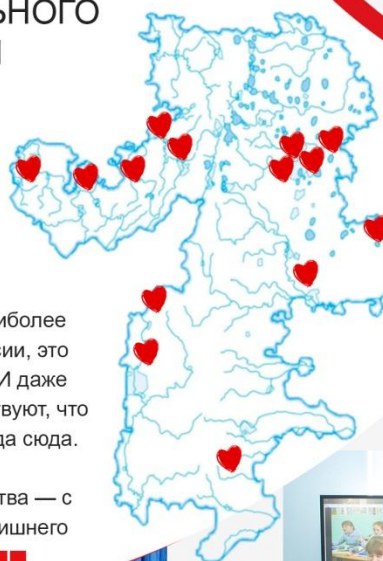 ЬНОГО
иболее
сии, это
И даже
вуют, что
да сюда.
тва — с
ишнего